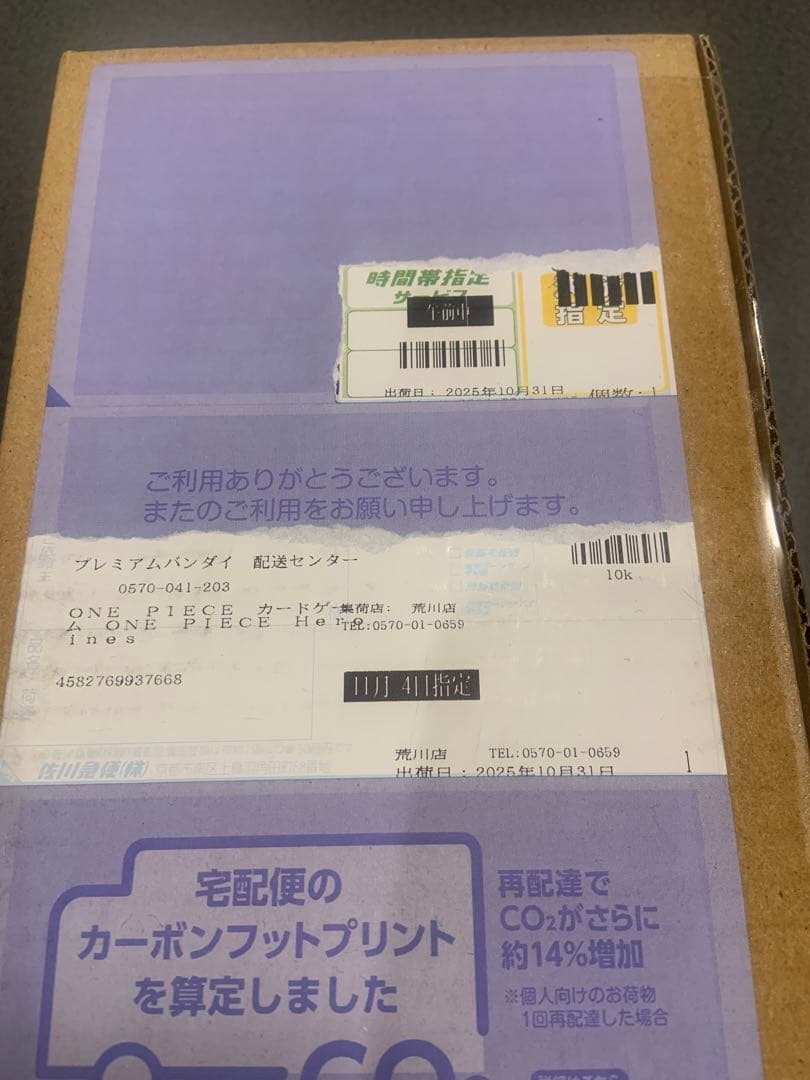 時間帯指定
サービス
午前中
指定
出荷日: 2025年10月31日 個数: 1
ご利用ありがとうございます。
またのご利用をお願い申し上げます。
プレミアムバンダイ 配送センター
0570-041-203
10k
ONE PIECE カードゲー
ム ONE PIECE Hero
ines
集荷店: 荒川店
TEL:0570-01-0659
4582769937668
11月 4日指定
荒川店 TEL:0570-01-0659
出荷日: 2025年10月31日
1
佐川急便(株)
宅配便の
カーボンフットプリント
を算定しました
再配達で
CO₂がさらに
約14%増加
※個人向けのお荷物
1回再配達した場合
CO₂